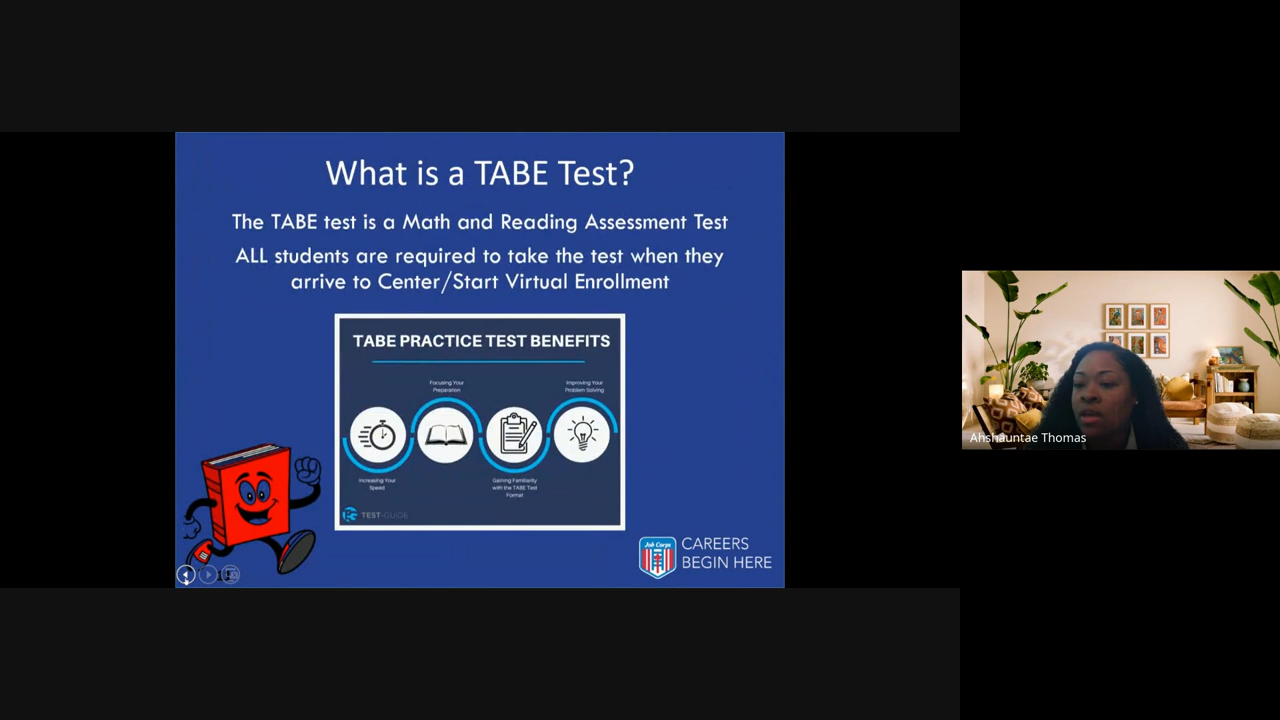 What is a TABE Test?
The TABE test is a Math and Reading Assessment Test
ALL students are required to take the test when they
arrive to Center/Start Virtual Enrollment
TABE PRACTICE TEST BENEFITS
Focusing Your
Preparation
Improving Your
Problem Solving
Increasing Your
Speed
Gaining Familiarity
with the TABE Test
Format
TEST-GUIDE
Job Corps
CAREERS
BEGIN HERE
Ahshauntae Thomas